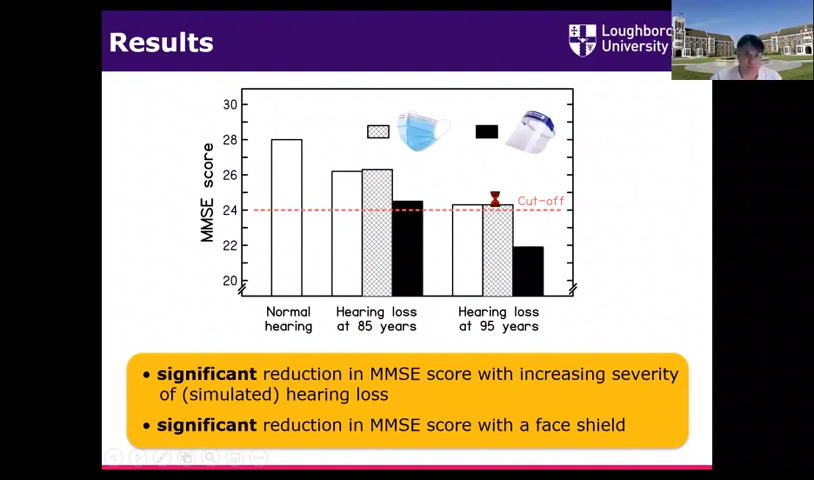 Results
Loughboro
University
MMSE score
30
28
26
24
22
20
Cut-off
Normal
hearing
Hearing loss
at 85 years
Hearing loss
at 95 years
• significant reduction in MMSE score with increasing severity
of (simulated) hearing loss
• significant reduction in MMSE score with a face shield